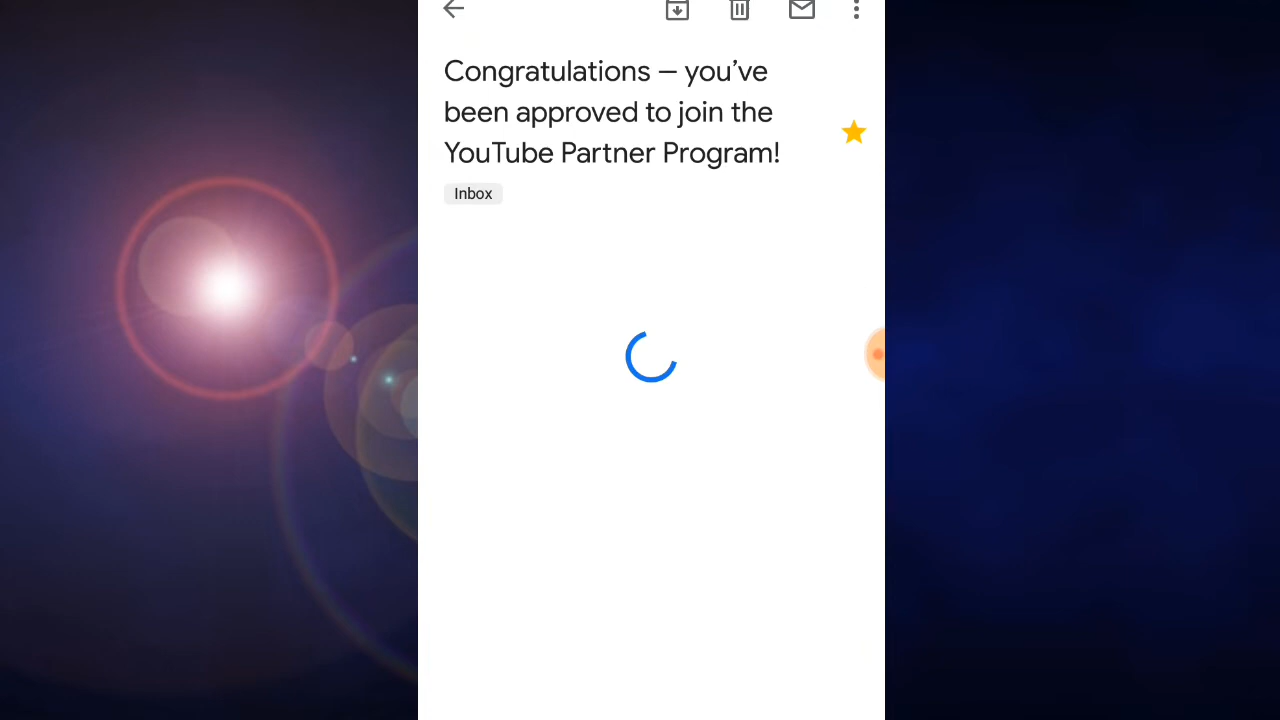 Congratulations – you’ve
been approved to join the
YouTube Partner Program!
Inbox